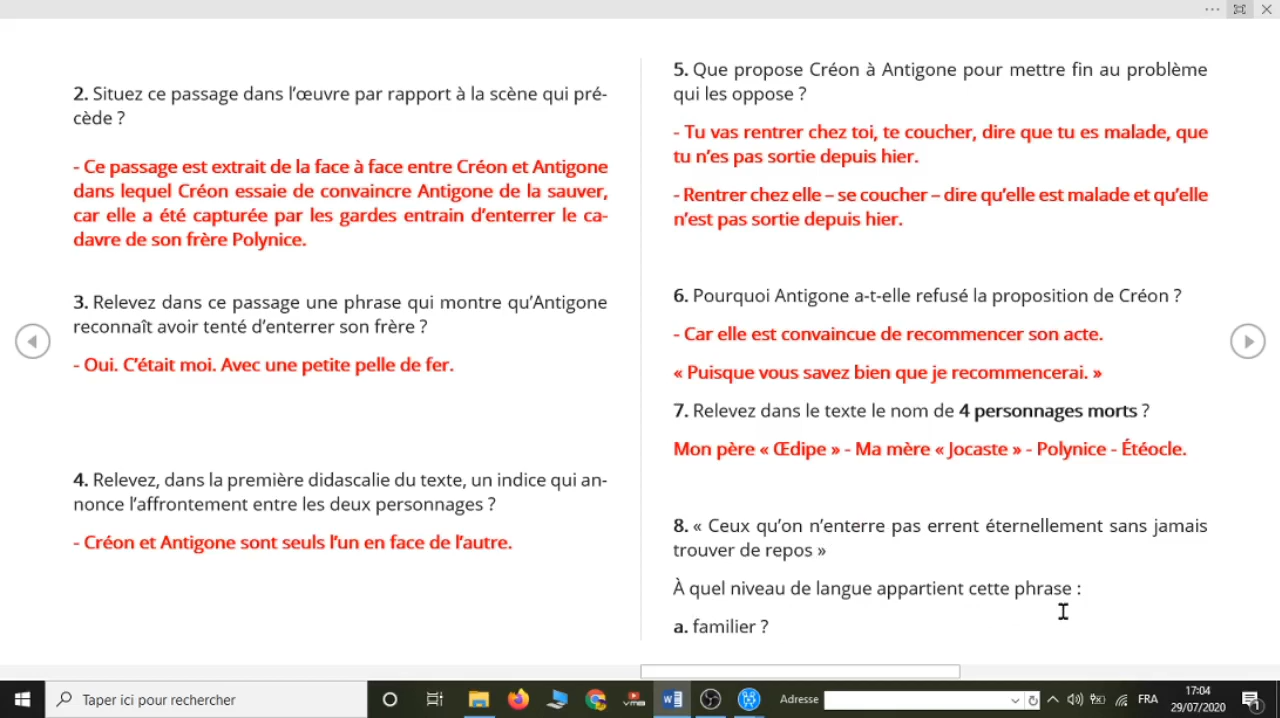 2. Situez ce passage dans l'œuvre par rapport à la scène qui pré-
cède ?
- Ce passage est extrait de la face à face entre Créon et Antigone
dans lequel Créon essaie de convaincre Antigone de la sauver,
car elle a été capturée par les gardes entrain d'enterrer le ca-
davre de son frère Polynice.
3. Relevez dans ce passage une phrase qui montre qu'Antigone
reconnaît avoir tenté d'enterrer son frère ?
- Oui. C'était moi. Avec une petite pelle de fer.
4. Relevez, dans la première didascalie du texte, un indice qui an-
nonce l'affrontement entre les deux personnages ?
- Créon et Antigone sont seuls l'un en face de l'autre.
5. Que propose Créon à Antigone pour mettre fin au problème
qui les oppose ?
- Tu vas rentrer chez toi, te coucher, dire que tu es malade, que
tu n'es pas sortie depuis hier.
- Rentrer chez elle – se coucher – dire qu'elle est malade et qu'elle
n'est pas sortie depuis hier.
6. Pourquoi Antigone a-t-elle refusé la proposition de Créon ?
- Car elle est convaincue de recommencer son acte.
« Puisque vous savez bien que je recommencerai. »
7. Relevez dans le texte le nom de 4 personnages morts ?
Mon père « Œdipe » - Ma mère « Jocaste » - Polynice - Étéocle.
8. « Ceux qu'on n'enterre pas errent éternellement sans jamais
trouver de repos »
À quel niveau de langue appartient cette phrase :
a. familier ?
Taper ici pour rechercher
Adresse
FRA
17:04
29/07/2020
1